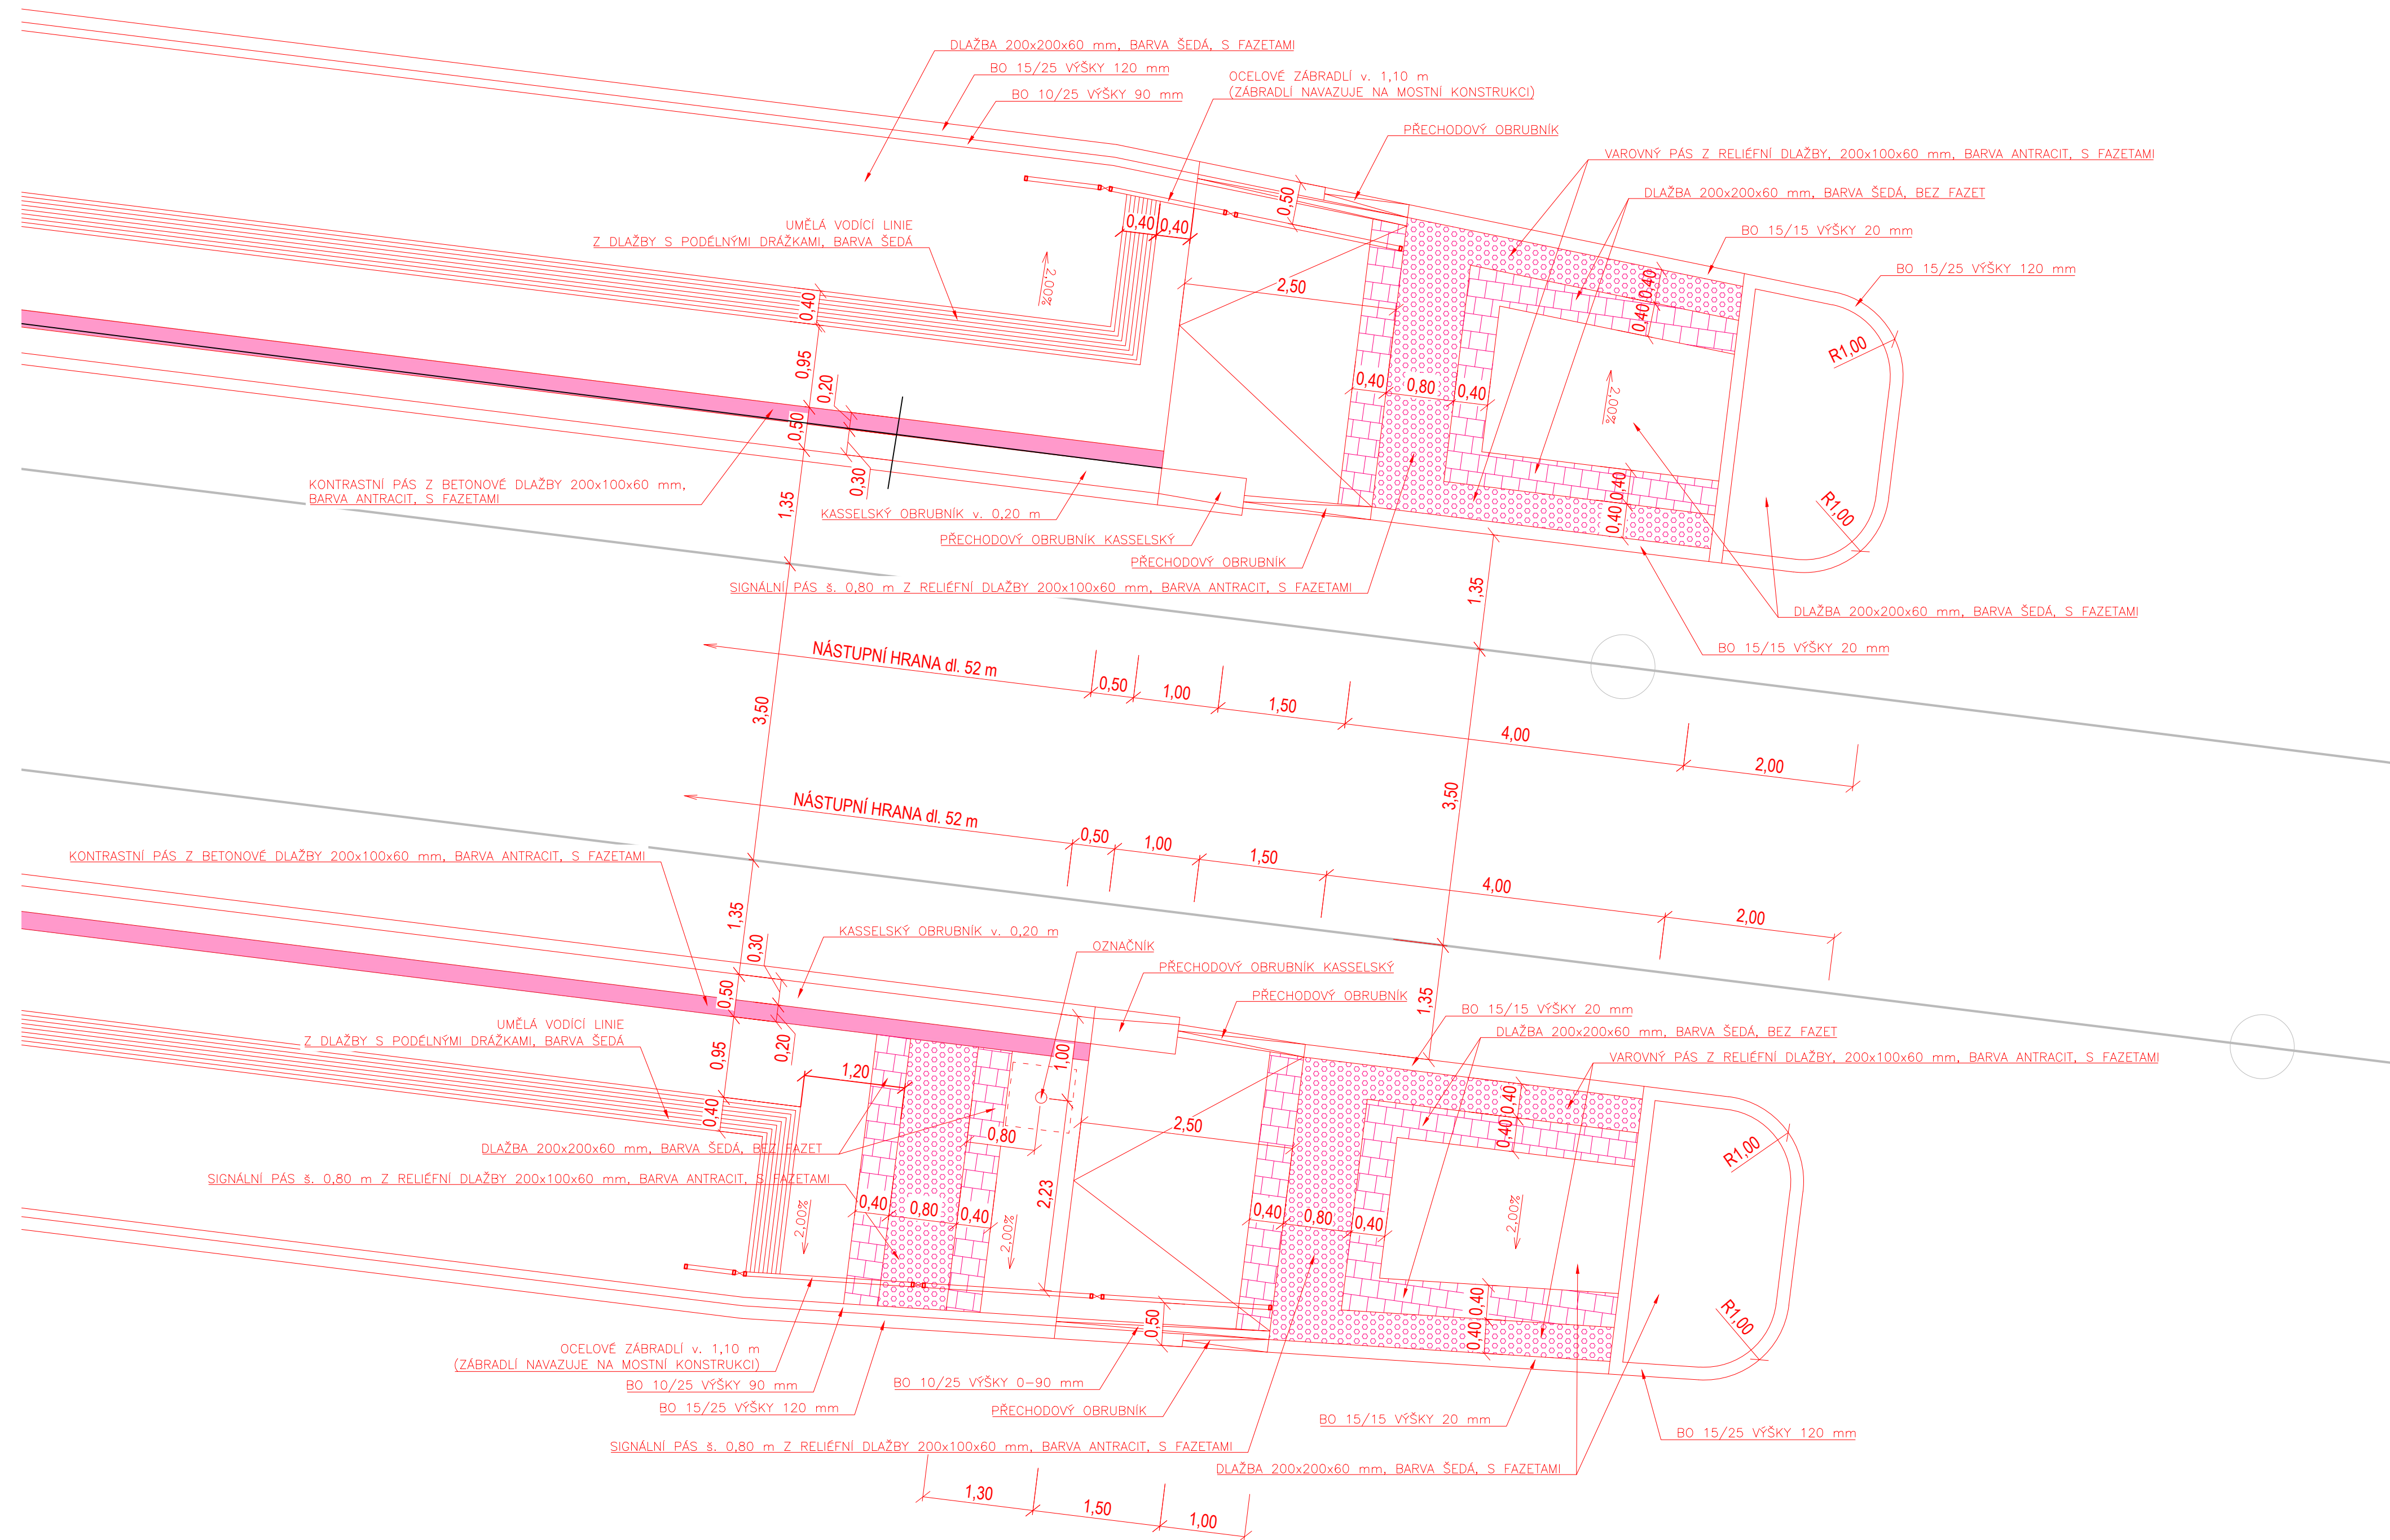 DLAŽBA 200x200x60 mm, BARVA ŠEDÁ, S FAZETAMI
BO 15/25 VÝŠKY 120 mm
BO 10/25 VÝŠKY 90 mm
OCELOVÉ ZÁBRADLÍ v. 1,10 m
(ZÁBRADLÍ NAVAZUJE NA MOSTNÍ KONSTRUKCI)
PŘECHODOVÝ OBRUBNÍK
VAROVNÝ PÁS Z RELIÉFNÍ DLAŽBY, 200x100x60 mm, BARVA ANTRACIT, S FAZETAMI
DLAŽBA 200x200x60 mm, BARVA ŠEDÁ, BEZ FAZET
BO 15/15 VÝŠKY 20 mm
BO 15/25 VÝŠKY 120 mm
UMĚLÁ VODÍCÍ LINIE
Z DLAŽBY S PODÉLNÝMI DRÁŽKAMI, BARVA ŠEDÁ
0,50
0,40 0,40
2,00%
2,50
0,40
0,40
0,40
0,95
0,20
0,50
0,30
R1,00
0,40 0,80 0,40
2,00%
0,40
0,40
R1,00
KONTRASTNÍ PÁS Z BETONOVÉ DLAŽBY 200x100x60 mm,
BARVA ANTRACIT, S FAZETAMI
1,35
KASSELSKÝ OBRUBNÍK v. 0,20 m
PŘECHODOVÝ OBRUBNÍK KASSELSKÝ
PŘECHODOVÝ OBRUBNÍK
SIGNÁLNÍ PÁS š. 0,80 m Z RELIÉFNÍ DLAŽBY 200x100x60 mm, BARVA ANTRACIT, S FAZETAMI
1,35
DLAŽBA 200x200x60 mm, BARVA ŠEDÁ, S FAZETAMI
BO 15/15 VÝŠKY 20 mm
NÁSTUPNÍ HRANA dl. 52 m
0,50
1,00
1,50
4,00
2,00
3,50
3,50
NÁSTUPNÍ HRANA dl. 52 m
0,50
1,00
1,50
4,00
2,00
KONTRASTNÍ PÁS Z BETONOVÉ DLAŽBY 200x100x60 mm, BARVA ANTRACIT, S FAZETAMI
1,35
0,30
KASSELSKÝ OBRUBNÍK v. 0,20 m
OZNAČNÍK
PŘECHODOVÝ OBRUBNÍK KASSELSKÝ
PŘECHODOVÝ OBRUBNÍK
1,35
BO 15/15 VÝŠKY 20 mm
DLAŽBA 200x200x60 mm, BARVA ŠEDÁ, BEZ FAZET
VAROVNÝ PÁS Z RELIÉFNÍ DLAŽBY, 200x100x60 mm, BARVA ANTRACIT, S FAZETAMI
UMĚLÁ VODÍCÍ LINIE
Z DLAŽBY S PODÉLNÝMI DRÁŽKAMI, BARVA ŠEDÁ
0,50
0,20
0,95
0,40
1,20
1,00
0,80
2,50
0,40
0,40
R1,00
DLAŽBA 200x200x60 mm, BARVA ŠEDÁ, BEZ FAZET
SIGNÁLNÍ PÁS š. 0,80 m Z RELIÉFNÍ DLAŽBY 200x100x60 mm, BARVA ANTRACIT, S FAZETAMI
2,00%
0,40 0,80 0,40
2,00%
2,23
0,40 0,80 0,40
2,00%
0,40
0,40
0,50
R1,00
OCELOVÉ ZÁBRADLÍ v. 1,10 m
(ZÁBRADLÍ NAVAZUJE NA MOSTNÍ KONSTRUKCI)
BO 10/25 VÝŠKY 90 mm
BO 10/25 VÝŠKY 0-90 mm
BO 15/25 VÝŠKY 120 mm
PŘECHODOVÝ OBRUBNÍK
BO 15/15 VÝŠKY 20 mm
BO 15/25 VÝŠKY 120 mm
SIGNÁLNÍ PÁS š. 0,80 m Z RELIÉFNÍ DLAŽBY 200x100x60 mm, BARVA ANTRACIT, S FAZETAMI
DLAŽBA 200x200x60 mm, BARVA ŠEDÁ, S FAZETAMI
1,30
1,50
1,00